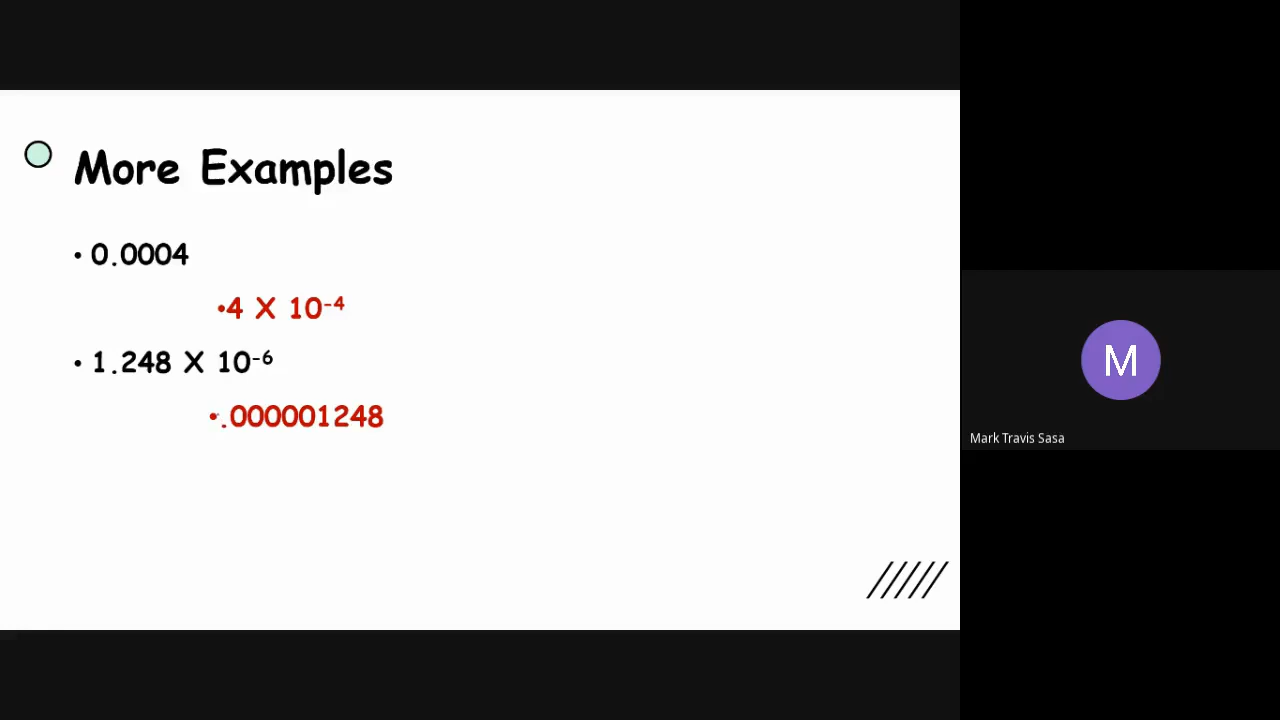 More Examples
• 0.0004
•4 X 10⁻⁴
• 1.248 X 10⁻⁶
•.000001248
M
Mark Travis Sasa